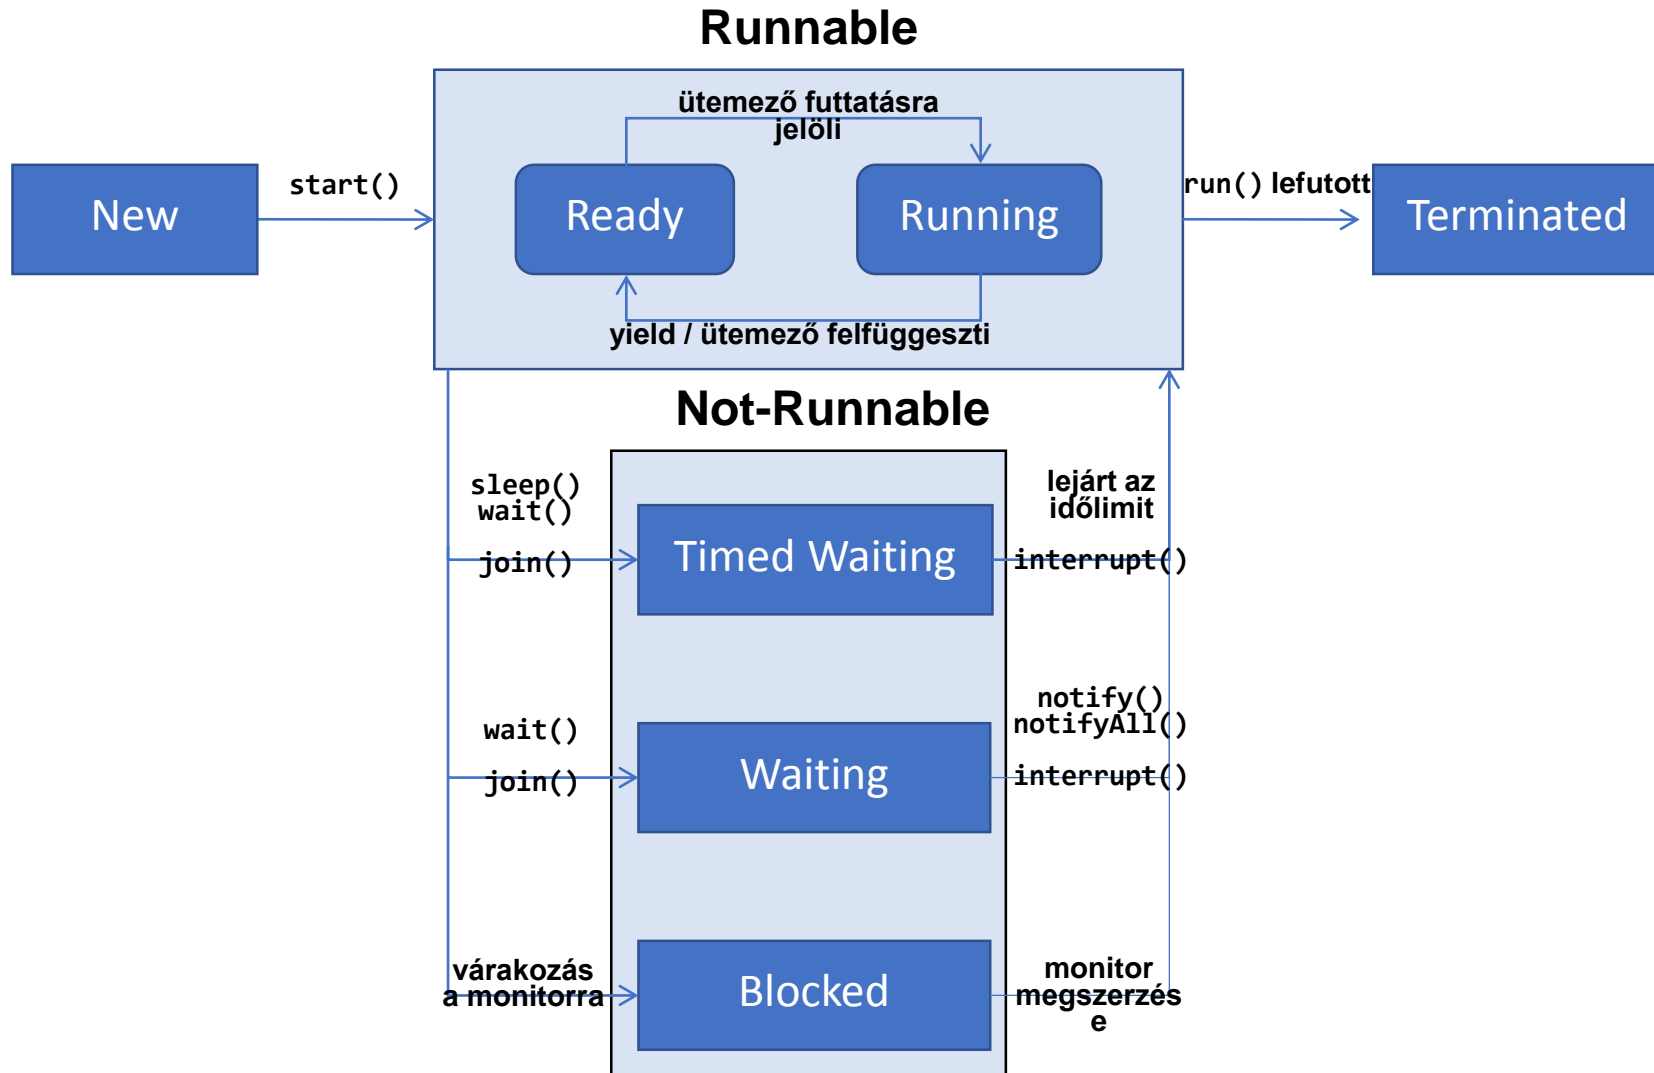 Runnable
ütemező futtatásra
jelöli
New
start()
Ready
Running
run() lefutott
Terminated
yield / ütemező felfüggeszti
Not-Runnable
sleep()
wait()
join()
Timed Waiting
lejárt az
időlimit
interrupt()
wait()
join()
Waiting
notify()
notifyAll()
interrupt()
várakozás
a monitorra
Blocked
monitor
megszerzés
e